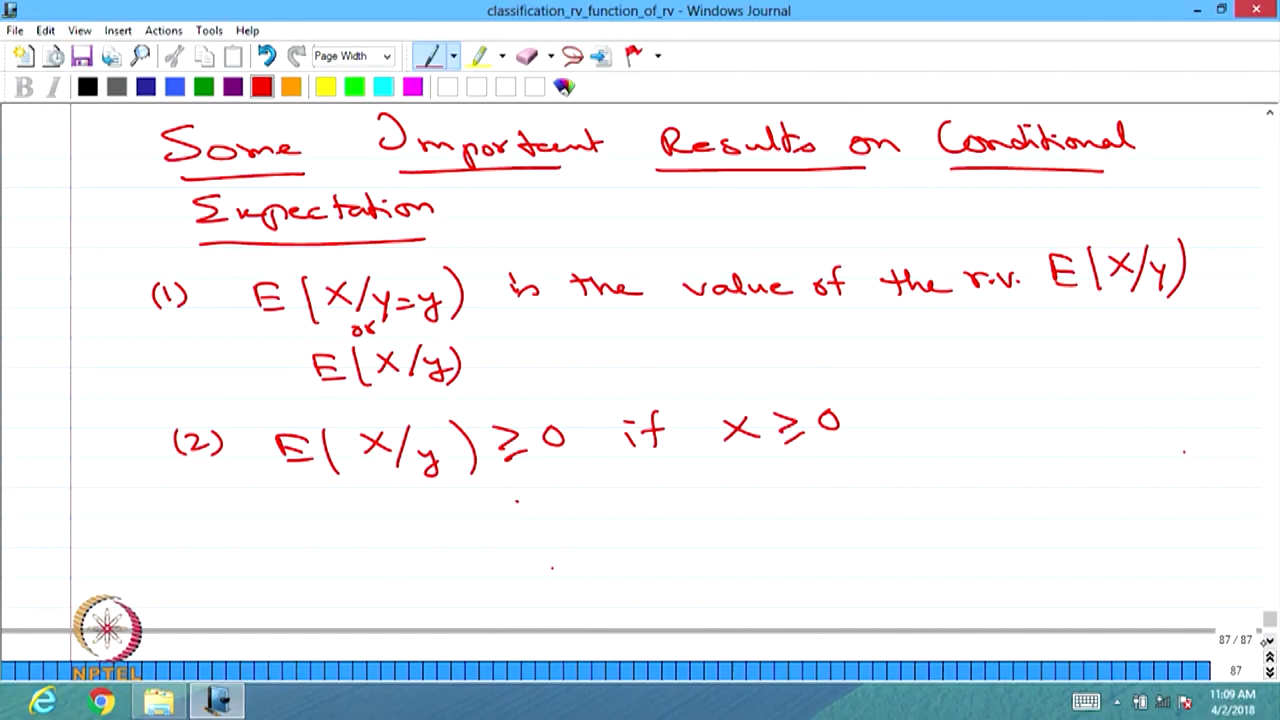 classification_rv_function_of_rv - Windows Journal
File Edit View Insert Actions Tools Help
Page Width
B I
Some Important Results on Conditional
Expectation
(1) E(X/Y=y) is the value of the r.v. E(X/Y)
or
E(X/y)
(2) E(X/y) ≥ 0 if X ≥ 0
87 / 87
NPTEL
87
11:09 AM
4/2/2018